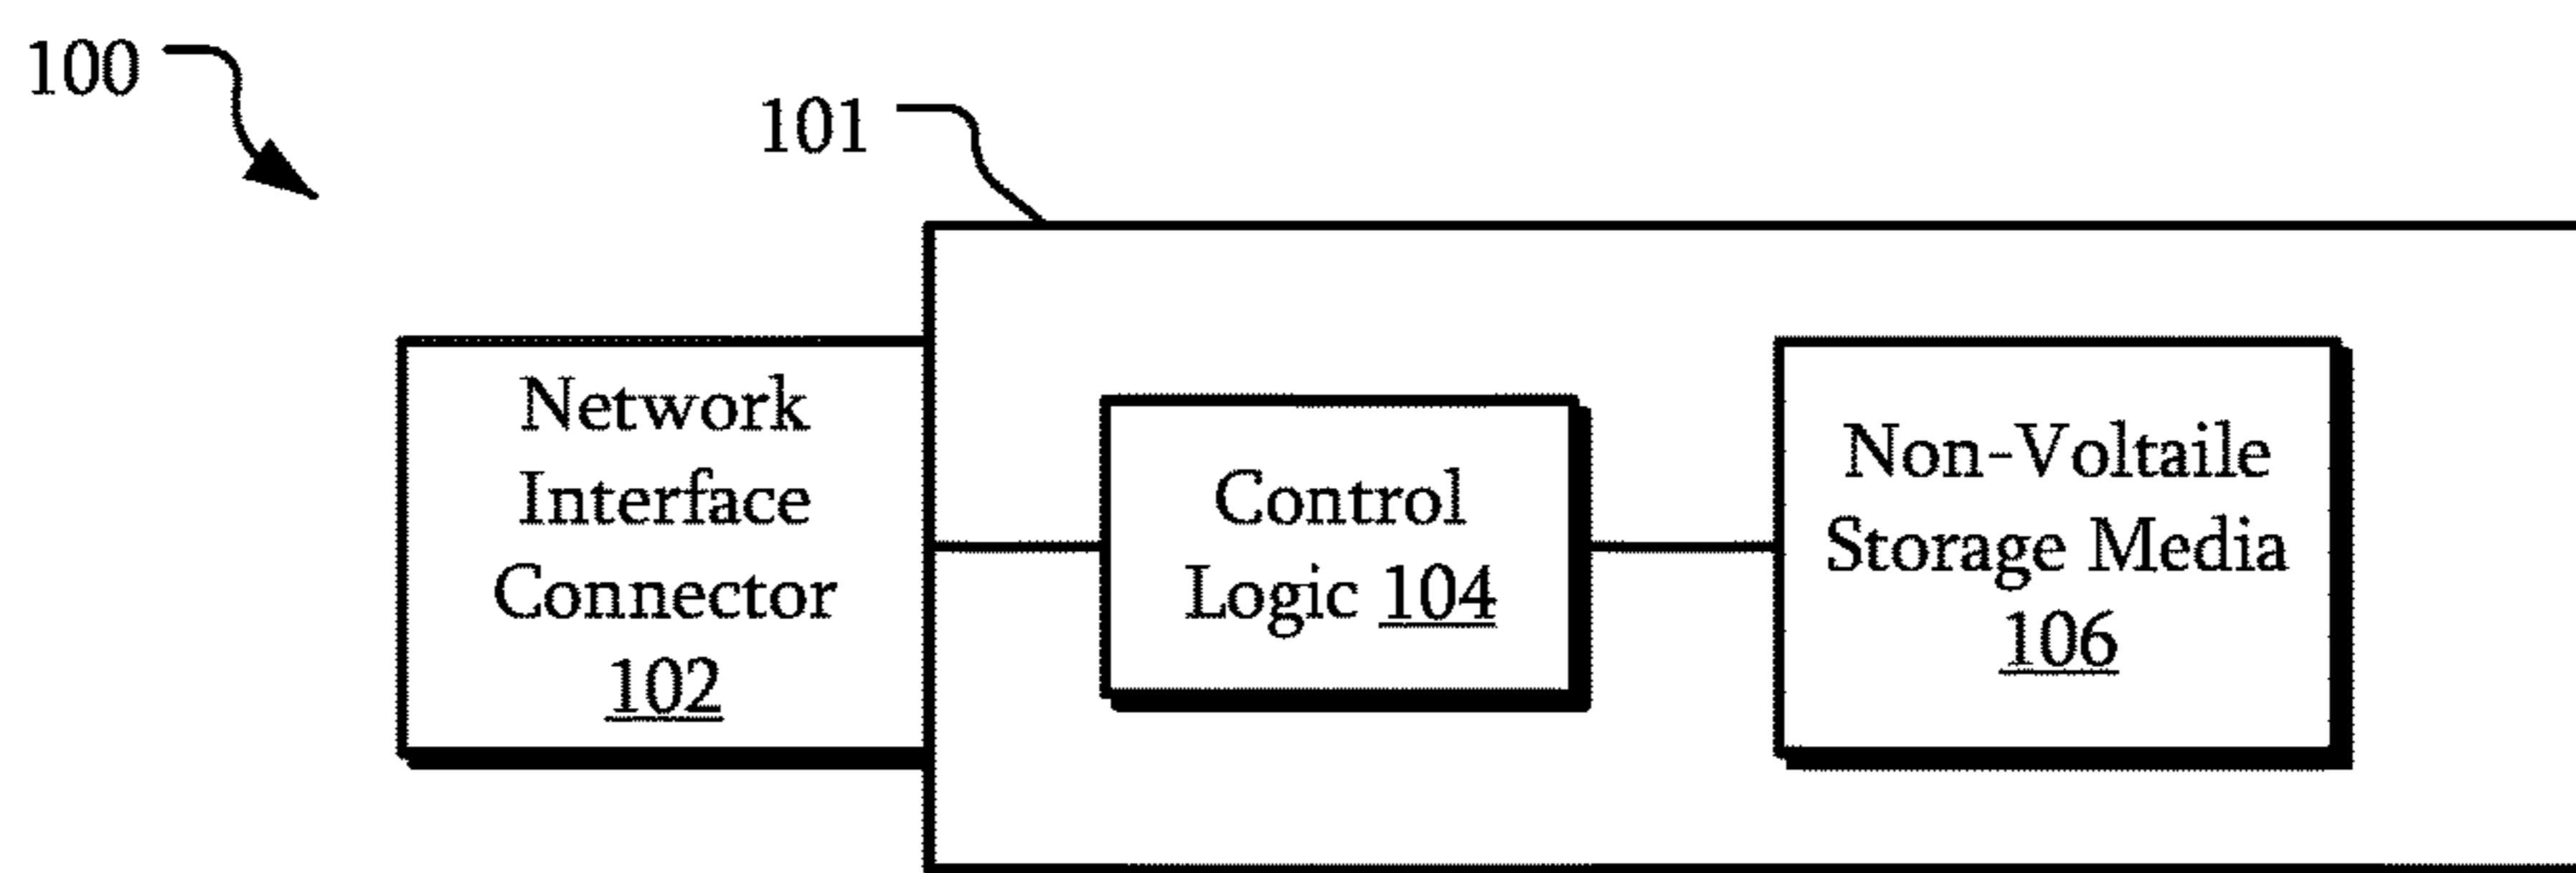 100
101
Network
Interface
Connector
102
Control
Logic 104
Non-Voltaile
Storage Media
106